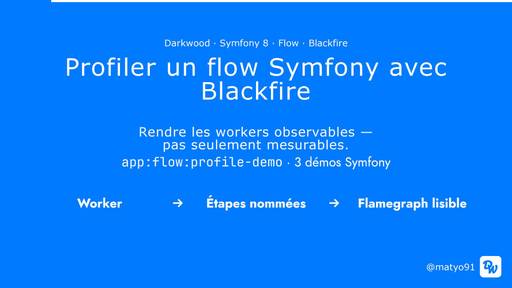 Darkwood · Symfony 8 · Flow · Blackfire
Profiler un flow Symfony avec
Blackfire
Rendre les workers observables —
pas seulement mesurables.
app:flow:profile-demo · 3 démos Symfony
Worker → Étapes nommées → Flamegraph lisible
@matyo91 DW